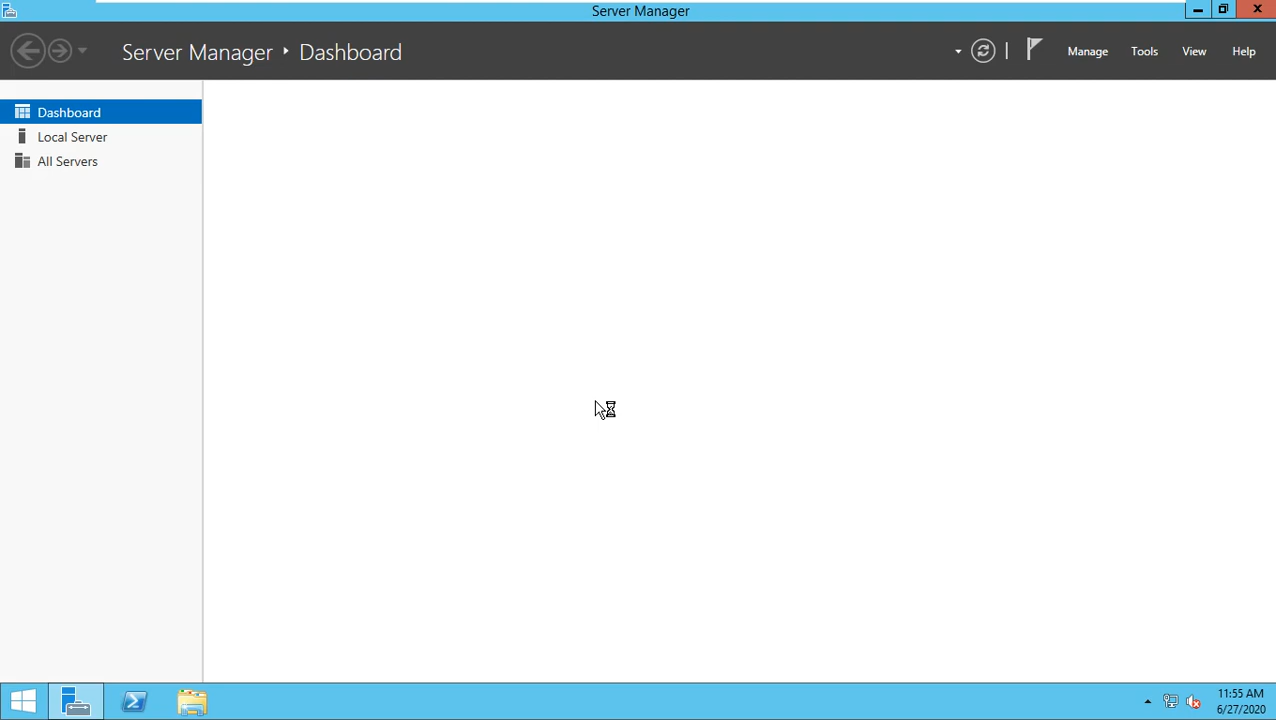 Server Manager
Server Manager Dashboard
Manage Tools View Help
Dashboard
Local Server
All Servers
11:55 AM
6/27/2020